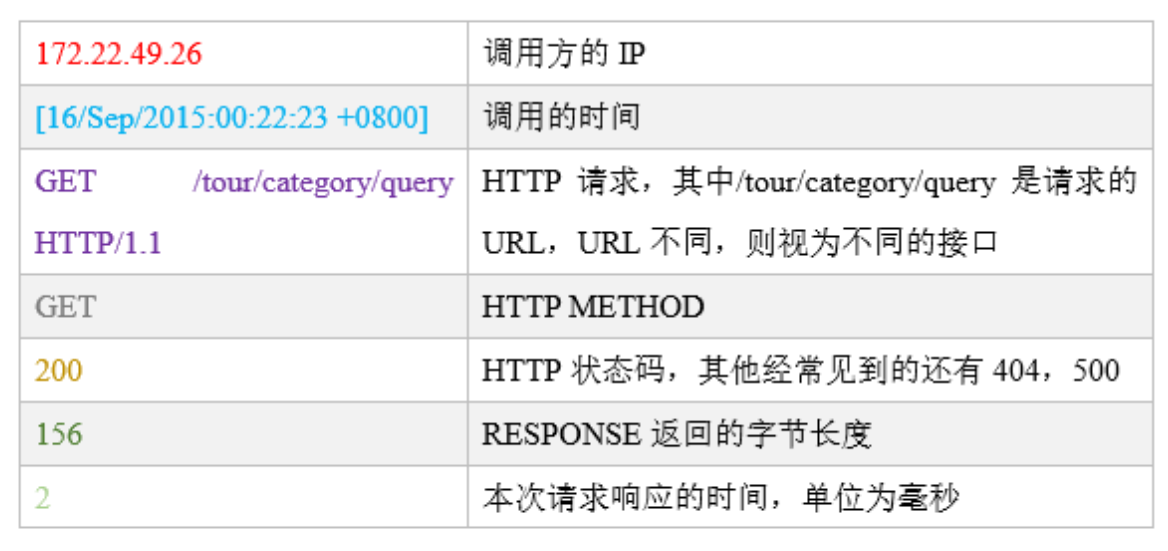 172.22.49.26 调用方的 IP
[16/Sep/2015:00:22:23 +0800] 调用的时间
GET /tour/category/query HTTP 请求，其中/tour/category/query 是请求的
HTTP/1.1 URL，URL 不同，则视为不同的接口
GET HTTP METHOD
200 HTTP 状态码，其他经常见到的还有 404，500
156 RESPONSE 返回的字节长度
2 本次请求响应的时间，单位为毫秒